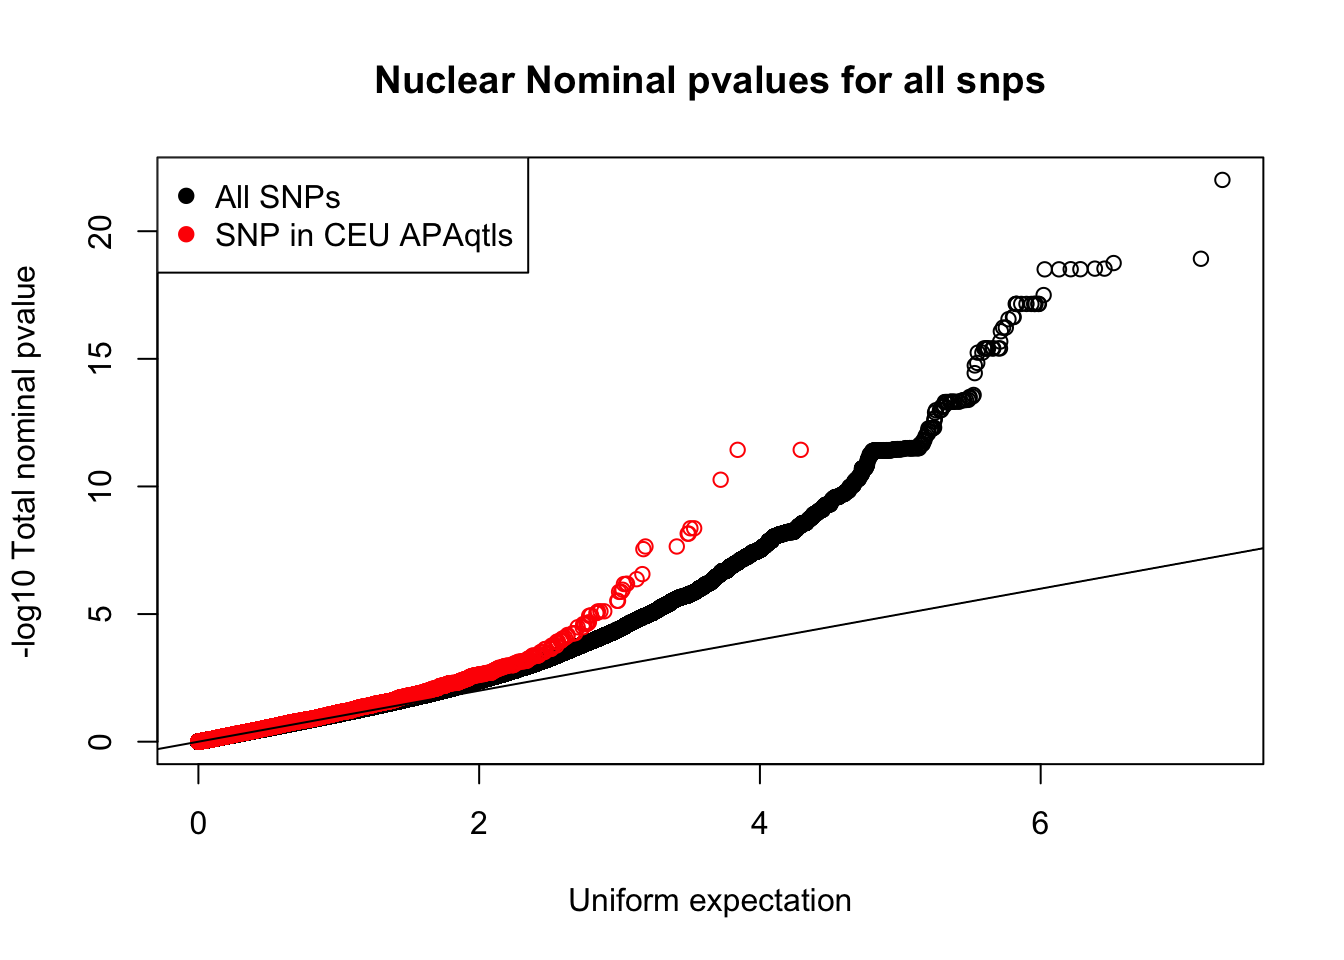 Nuclear Nominal pvalues for all snps
All SNPs
SNP in CEU APAqtls
-log10 Total nominal pvalue
20
15
10
5
0
0 2 4 6
Uniform expectation